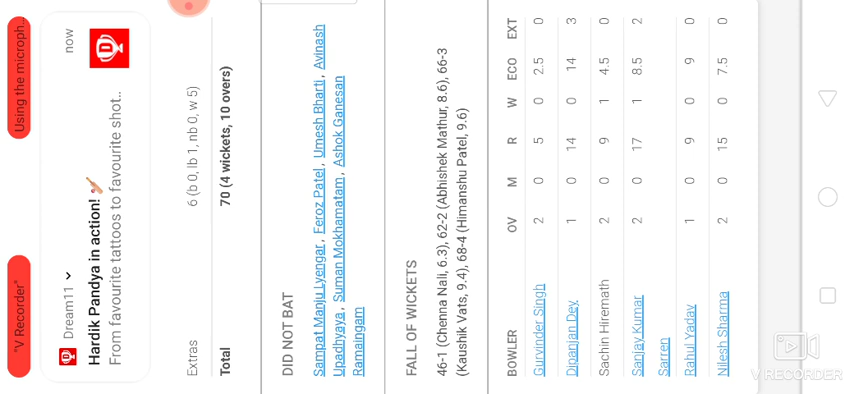 "V Recorder"
Using the microph..
Dream11 now
Hardik Pandya in action! 🏏
From favourite tattoos to favourite shot..
Extras 6 (b 0, lb 1, nb 0, w 5)
Total 70 (4 wickets, 10 overs)
DID NOT BAT
Sampat Manju Lyengar, Feroz Patel, Umesh Bharti, Avinash
Upadhyaya, Suman Mokhamatam, Ashok Ganesan
Ramaingam
FALL OF WICKETS
46-1 (Chenna Nali, 6.3), 62-2 (Abhishek Mathur, 8.6), 66-3
(Kaushik Vats, 9.4), 68-4 (Himanshu Patel, 9.6)
BOWLER OV M R W ECO EXT
Gurvinder Singh 2 0 5 0 2.5 0
Dipanjan Dey 1 0 14 0 14 3
Sachin Hiremath 2 0 9 1 4.5 0
Sanjay Kumar 2 0 17 1 8.5 2
Sarren
Rahul Yadav 1 0 9 0 9 0
Nilesh Sharma 2 0 15 0 7.5 0
V RECORDER